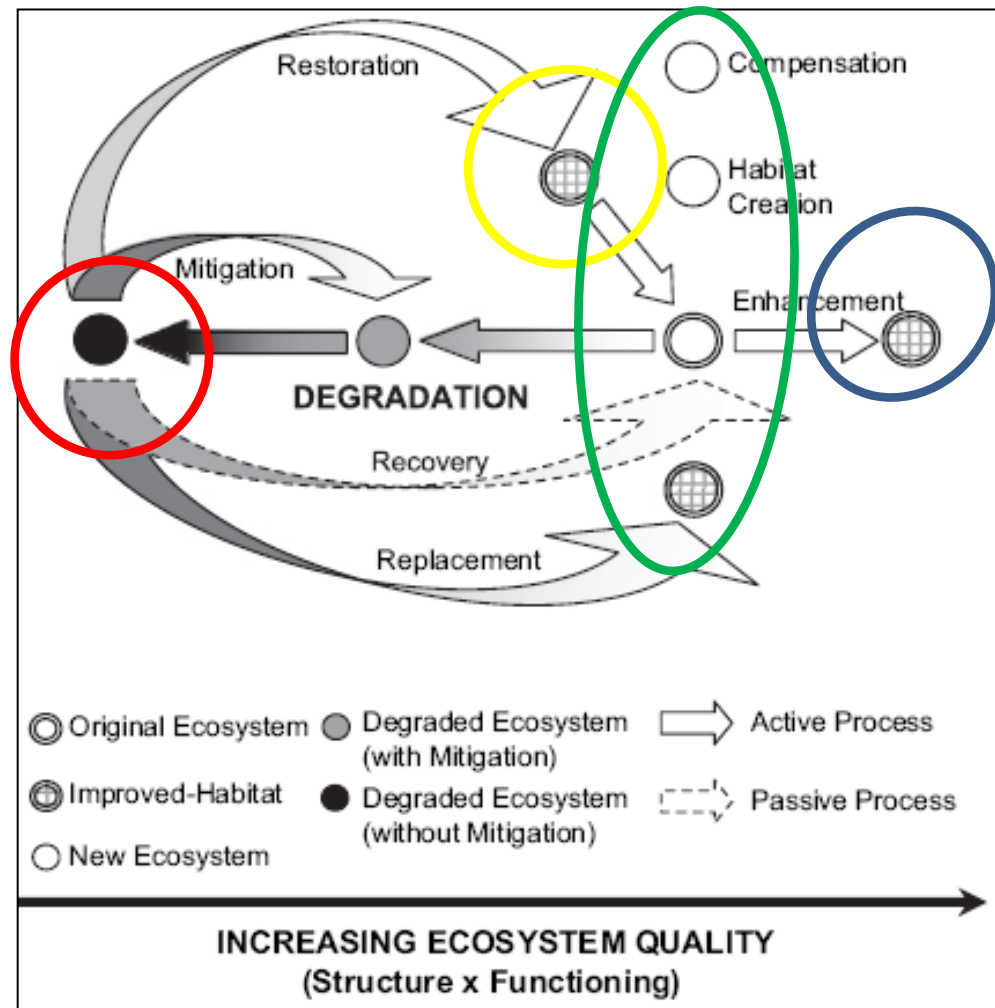 Restoration
Compensation
Habitat
Creation
Mitigation
Enhancement
DEGRADATION
Recovery
Replacement
Original Ecosystem
Improved-Habitat
New Ecosystem
Degraded Ecosystem
(with Mitigation)
Degraded Ecosystem
(without Mitigation)
Active Process
Passive Process
INCREASING ECOSYSTEM QUALITY
(Structure x Functioning)